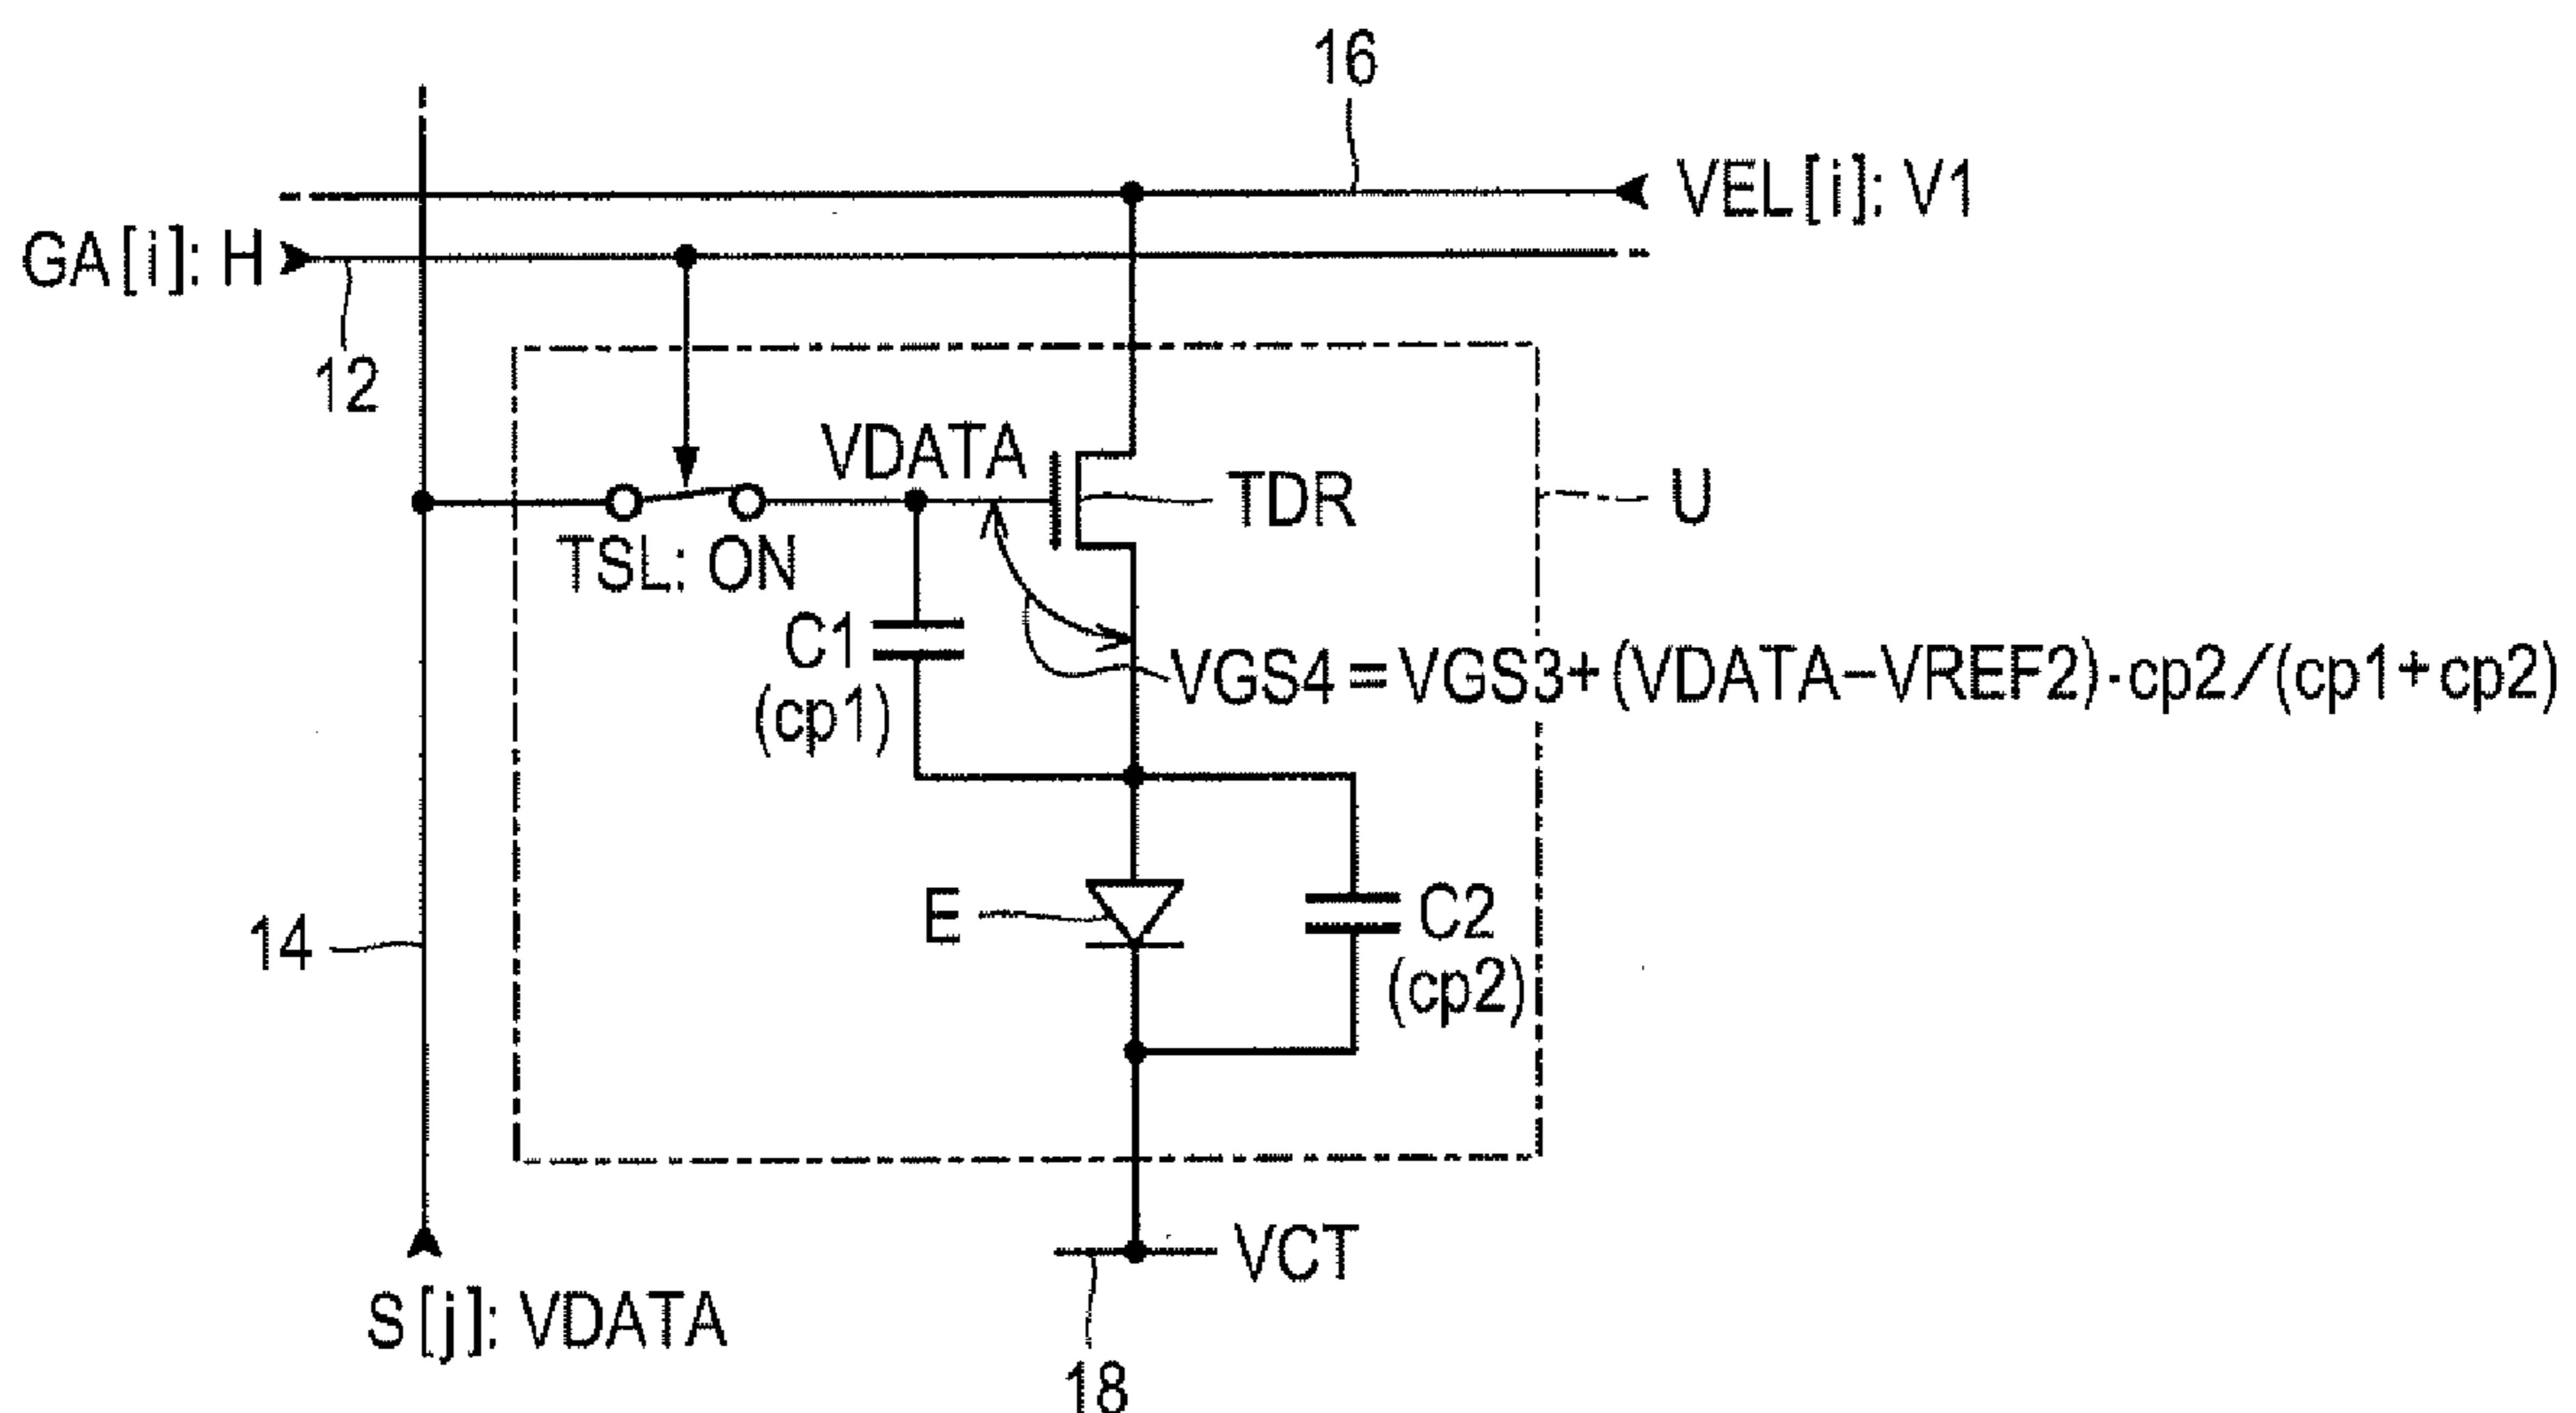 16
VEL[i]: V1
GA[i]: H
12
VDATA
TDR
U
TSL: ON
C1
(cp1)
VGS4=VGS3+(VDATA-VREF2)·cp2/(cp1+cp2)
E
C2
(cp2)
14
VCT
S[j]: VDATA
18